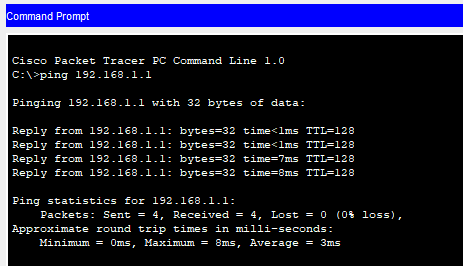 Command Prompt
Cisco Packet Tracer PC Command Line 1.0
C:\>ping 192.168.1.1
Pinging 192.168.1.1 with 32 bytes of data:
Reply from 192.168.1.1: bytes=32 time<1ms TTL=128
Reply from 192.168.1.1: bytes=32 time<1ms TTL=128
Reply from 192.168.1.1: bytes=32 time=7ms TTL=128
Reply from 192.168.1.1: bytes=32 time=8ms TTL=128
Ping statistics for 192.168.1.1:
    Packets: Sent = 4, Received = 4, Lost = 0 (0% loss),
Approximate round trip times in milli-seconds:
    Minimum = 0ms, Maximum = 8ms, Average = 3ms